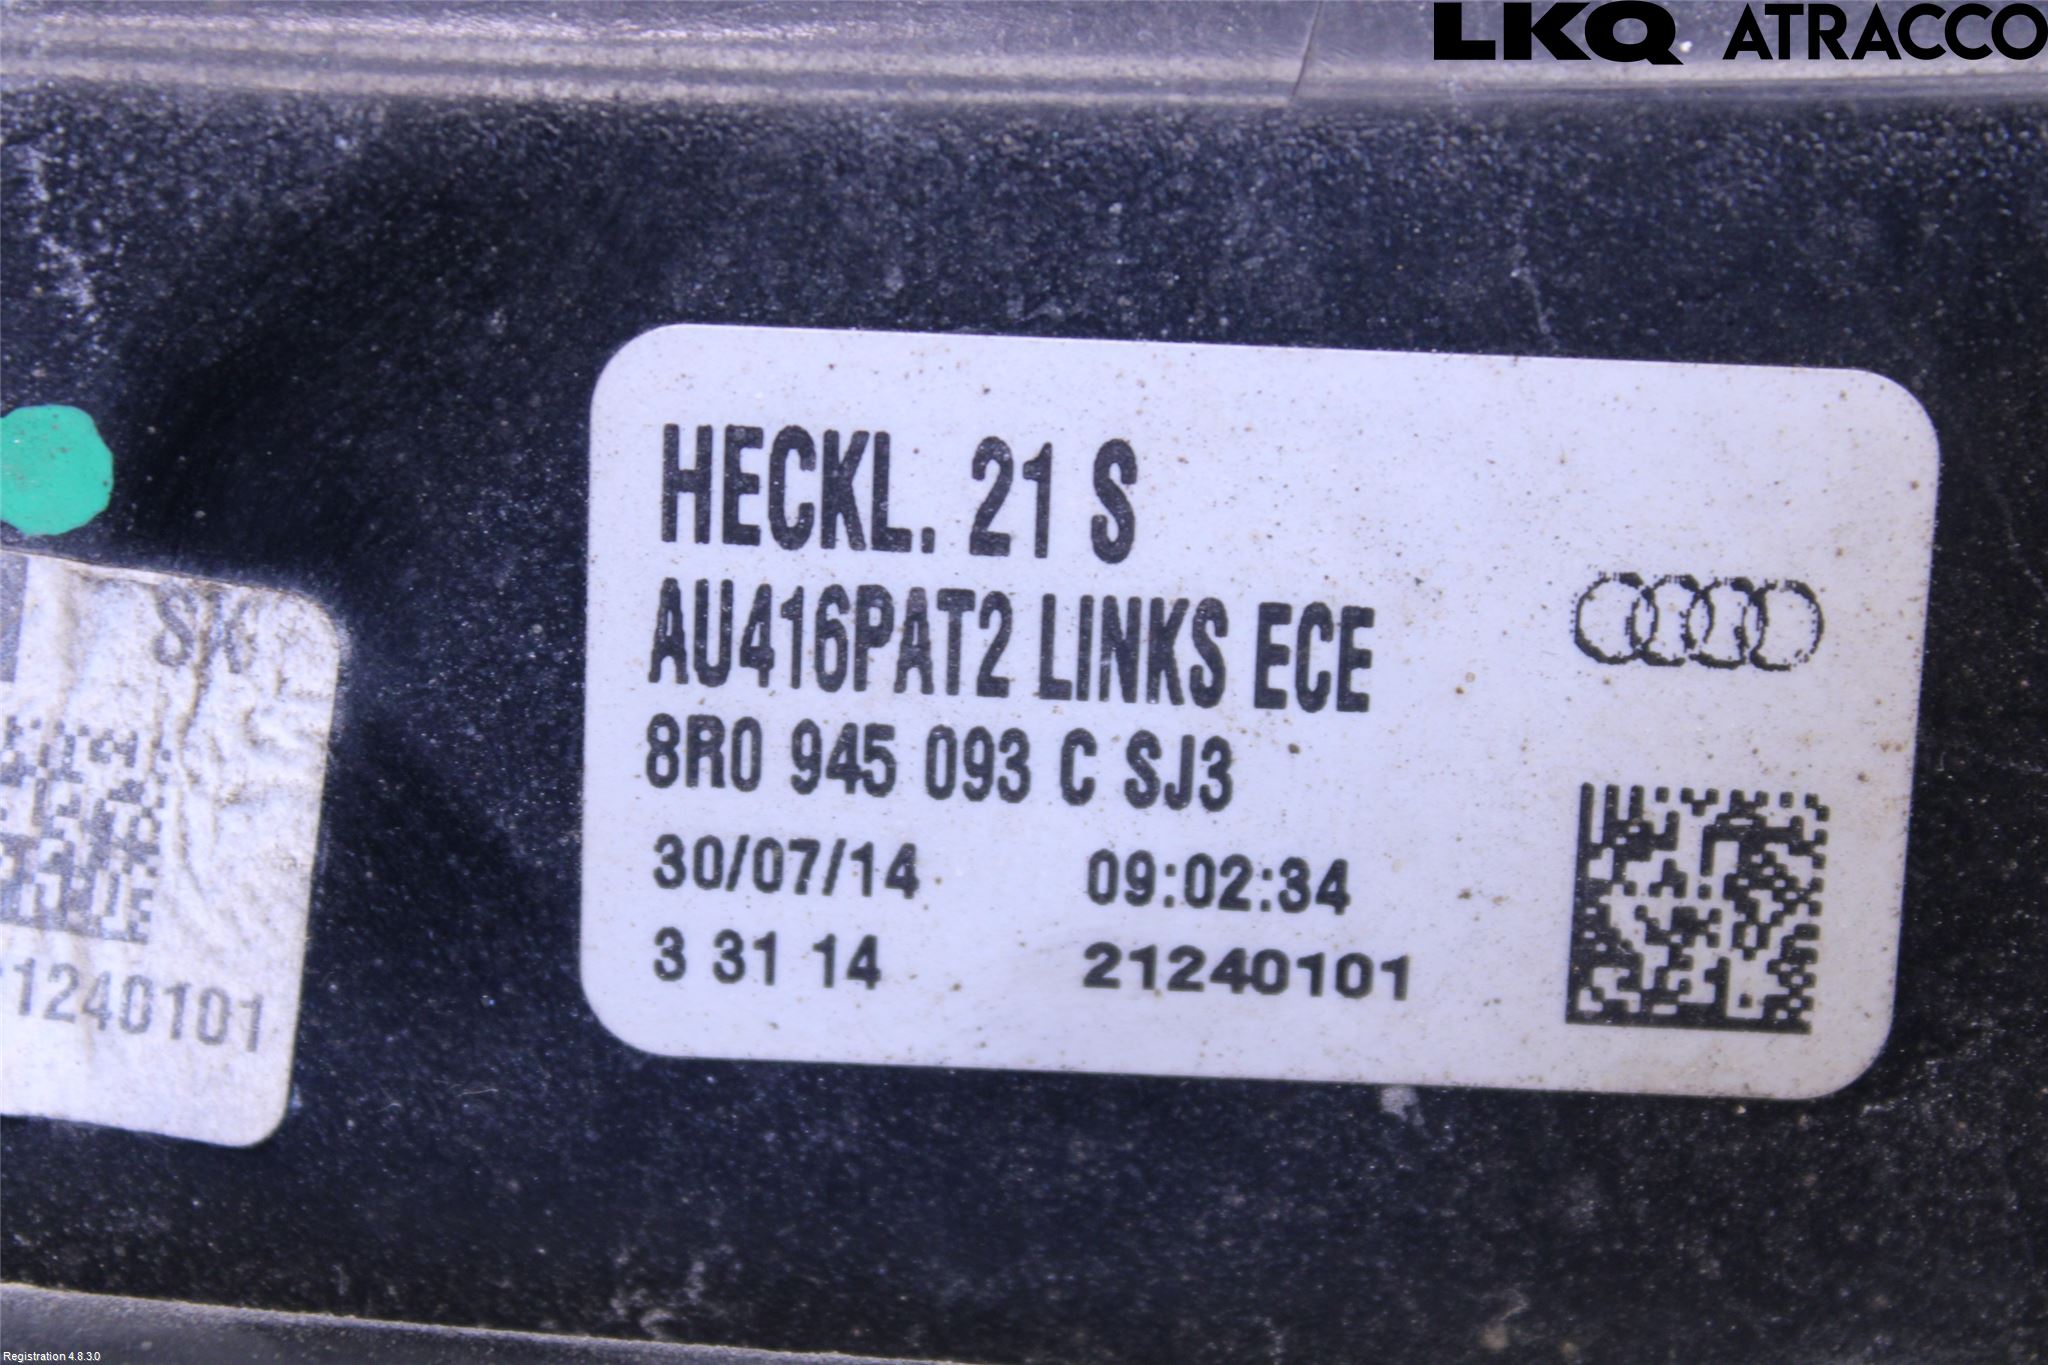 LKQ ATRACCO
HECKL. 21 S
AU416PAT2 LINKS ECE
8R0 945 093 C SJ3
30/07/14 09:02:34
3 31 14 21240101
SK
1240101
Registration 4.8.3.0